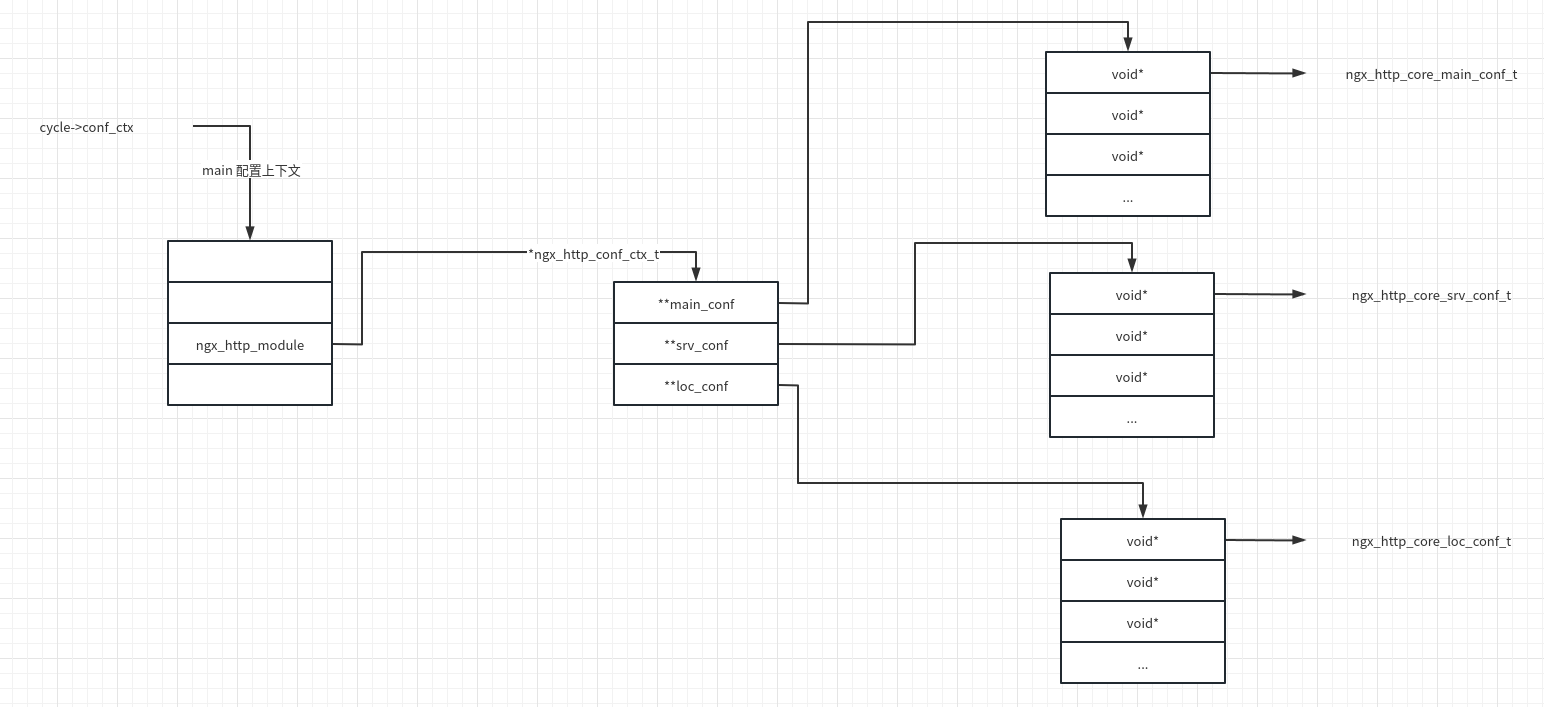 cycle->conf_ctx
main 配置上下文
ngx_http_module
*ngx_http_conf_ctx_t
**main_conf
**srv_conf
**loc_conf
void*
void*
void*
...
ngx_http_core_main_conf_t
void*
void*
void*
...
ngx_http_core_srv_conf_t
void*
void*
void*
...
ngx_http_core_loc_conf_t